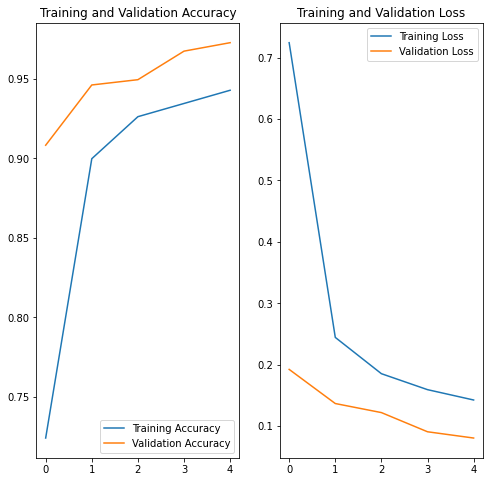 Training and Validation Accuracy
0.95
0.90
0.85
0.80
0.75
0 1 2 3 4
Training Accuracy
Validation Accuracy
Training and Validation Loss
Training Loss
Validation Loss
0.7
0.6
0.5
0.4
0.3
0.2
0.1
0 1 2 3 4